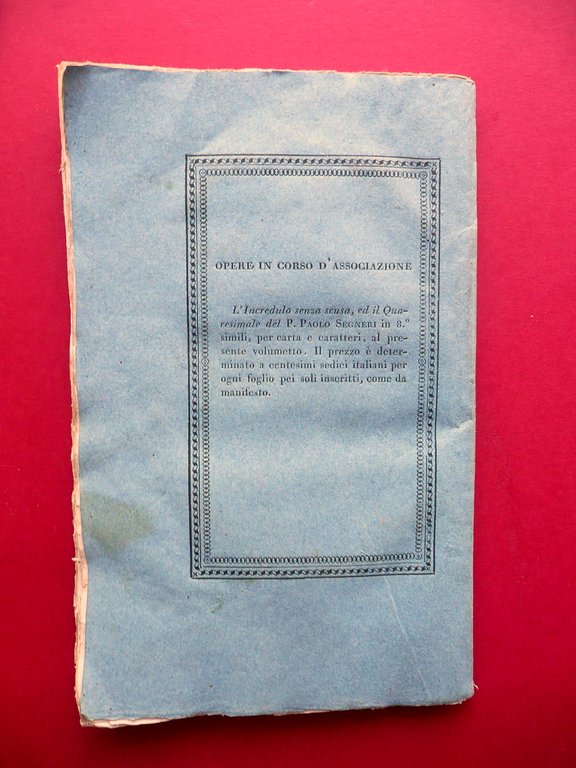 OPERE IN CORSO D'ASSOCIAZIONE
L'Incredulo senza scusa, ed il Qua-
resimale del P. PAOLO SEGNERI in 8.º
simili, per carta e caratteri, al pre-
sente volumetto. Il prezzo è deter-
minato a centesimi sedici italiani per
ogni foglio pei soli inscritti, come da
manifesto.